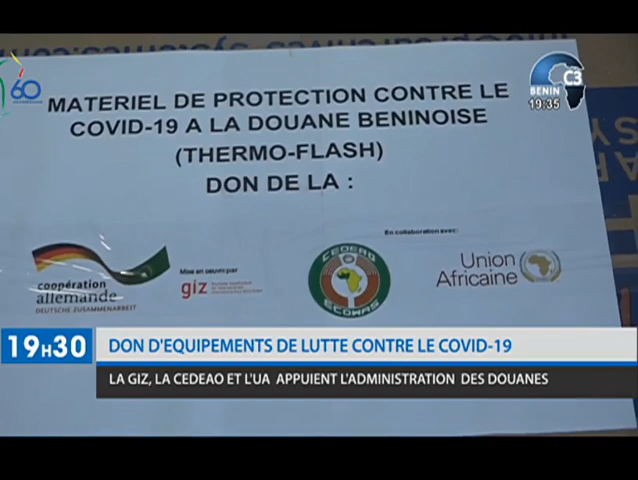 60
C3
BENIN
19:35
MATERIEL DE PROTECTION CONTRE LE
COVID-19 A LA DOUANE BENINOISE
(THERMO-FLASH)
DON DE LA :
coopération
allemande
DEUTSCHE ZUSAMMENARBEIT
Mise en oeuvre par
giz
En collaboration avec:
CEDEAO
ECOWAS
Union
Africaine
19H30
DON D'EQUIPEMENTS DE LUTTE CONTRE LE COVID-19
LA GIZ, LA CEDEAO ET L'UA APPUIENT L'ADMINISTRATION DES DOUANES